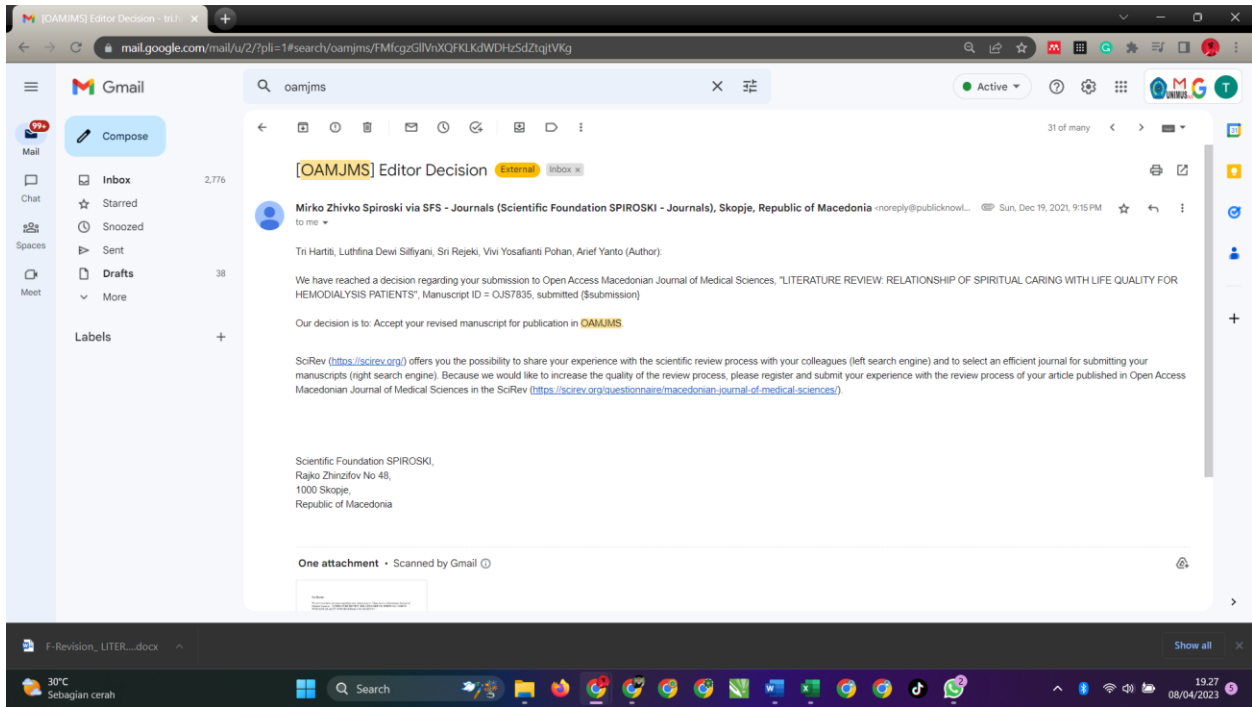 [OAMJMS] Editor Decision - tri.h
mail.google.com/mail/u/2/?pli=1#search/oamjms/FMfcgzGllVnXQFKLKdWDHzSdZtqjtVKg
Gmail
oamjms
Active
UNIMUS
T
99+
Mail
Chat
Spaces
Meet
Compose
Inbox 2,776
Starred
Snoozed
Sent
Drafts 38
More
Labels
31 of many
31
[OAMJMS] Editor Decision External Inbox x
Mirko Zhivko Spiroski via SFS - Journals (Scientific Foundation SPIROSKI - Journals), Skopje, Republic of Macedonia <noreply@publicknowl... Sun, Dec 19, 2021, 9:15 PM
to me
Tri Hartiti, Luthfina Dewi Silfiyani, Sri Rejeki, Vivi Yosafianti Pohan, Arief Yanto (Author):
We have reached a decision regarding your submission to Open Access Macedonian Journal of Medical Sciences, "LITERATURE REVIEW: RELATIONSHIP OF SPIRITUAL CARING WITH LIFE QUALITY FOR
HEMODIALYSIS PATIENTS", Manuscript ID = OJS7835, submitted {$submission}
Our decision is to: Accept your revised manuscript for publication in OAMJMS.
SciRev (https://scirev.org/) offers you the possibility to share your experience with the scientific review process with your colleagues (left search engine) and to select an efficient journal for submitting your
manuscripts (right search engine). Because we would like to increase the quality of the review process, please register and submit your experience with the review process of your article published in Open Access
Macedonian Journal of Medical Sciences in the SciRev (https://scirev.org/questionnaire/macedonian-journal-of-medical-sciences/).
Scientific Foundation SPIROSKI,
Rajko Zhinzifov No 48,
1000 Skopje,
Republic of Macedonia
One attachment • Scanned by Gmail
F-Revision_ LITER....docx
Show all
30°C
Sebagian cerah
Search
2
19.27
08/04/2023
5